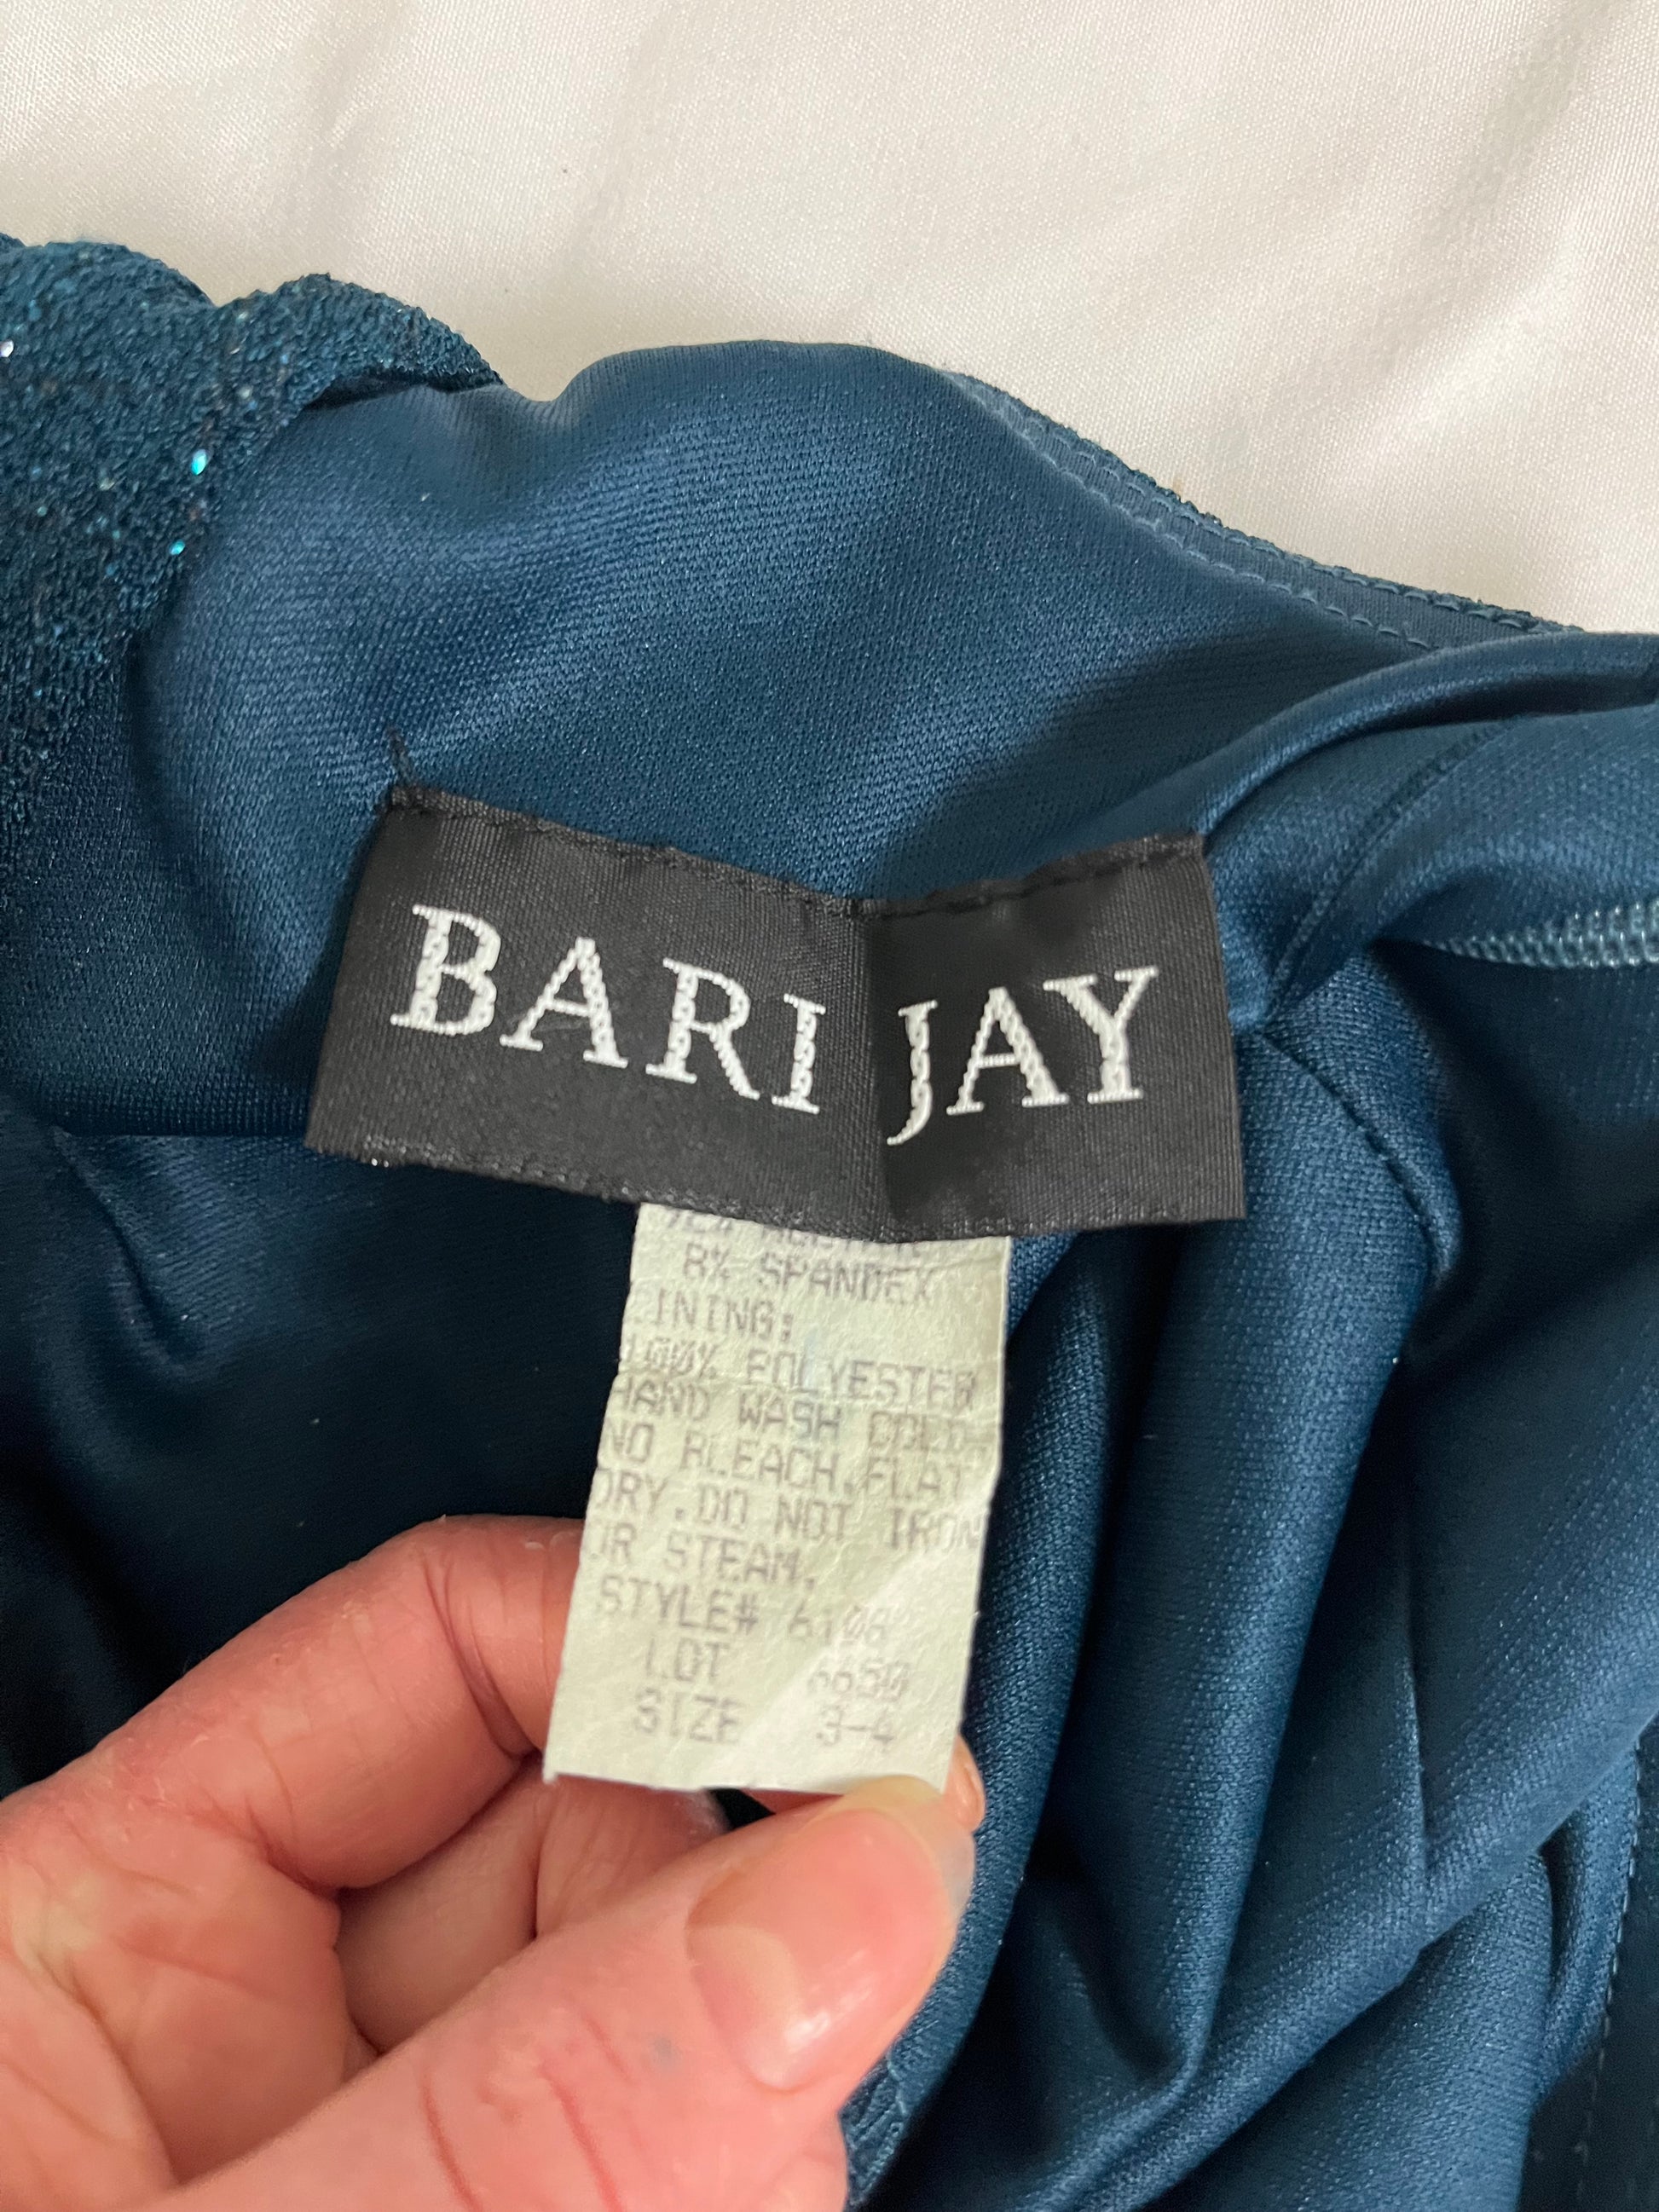 BARI JAY
8% SPANDEX
INING:
100% POLYESTER
HAND WASH COLD
NO BLEACH.FLAT
DRY.DO NOT IRON
OR STEAM.
STYLE# 6108
LOT 6650
SIZE 3-4